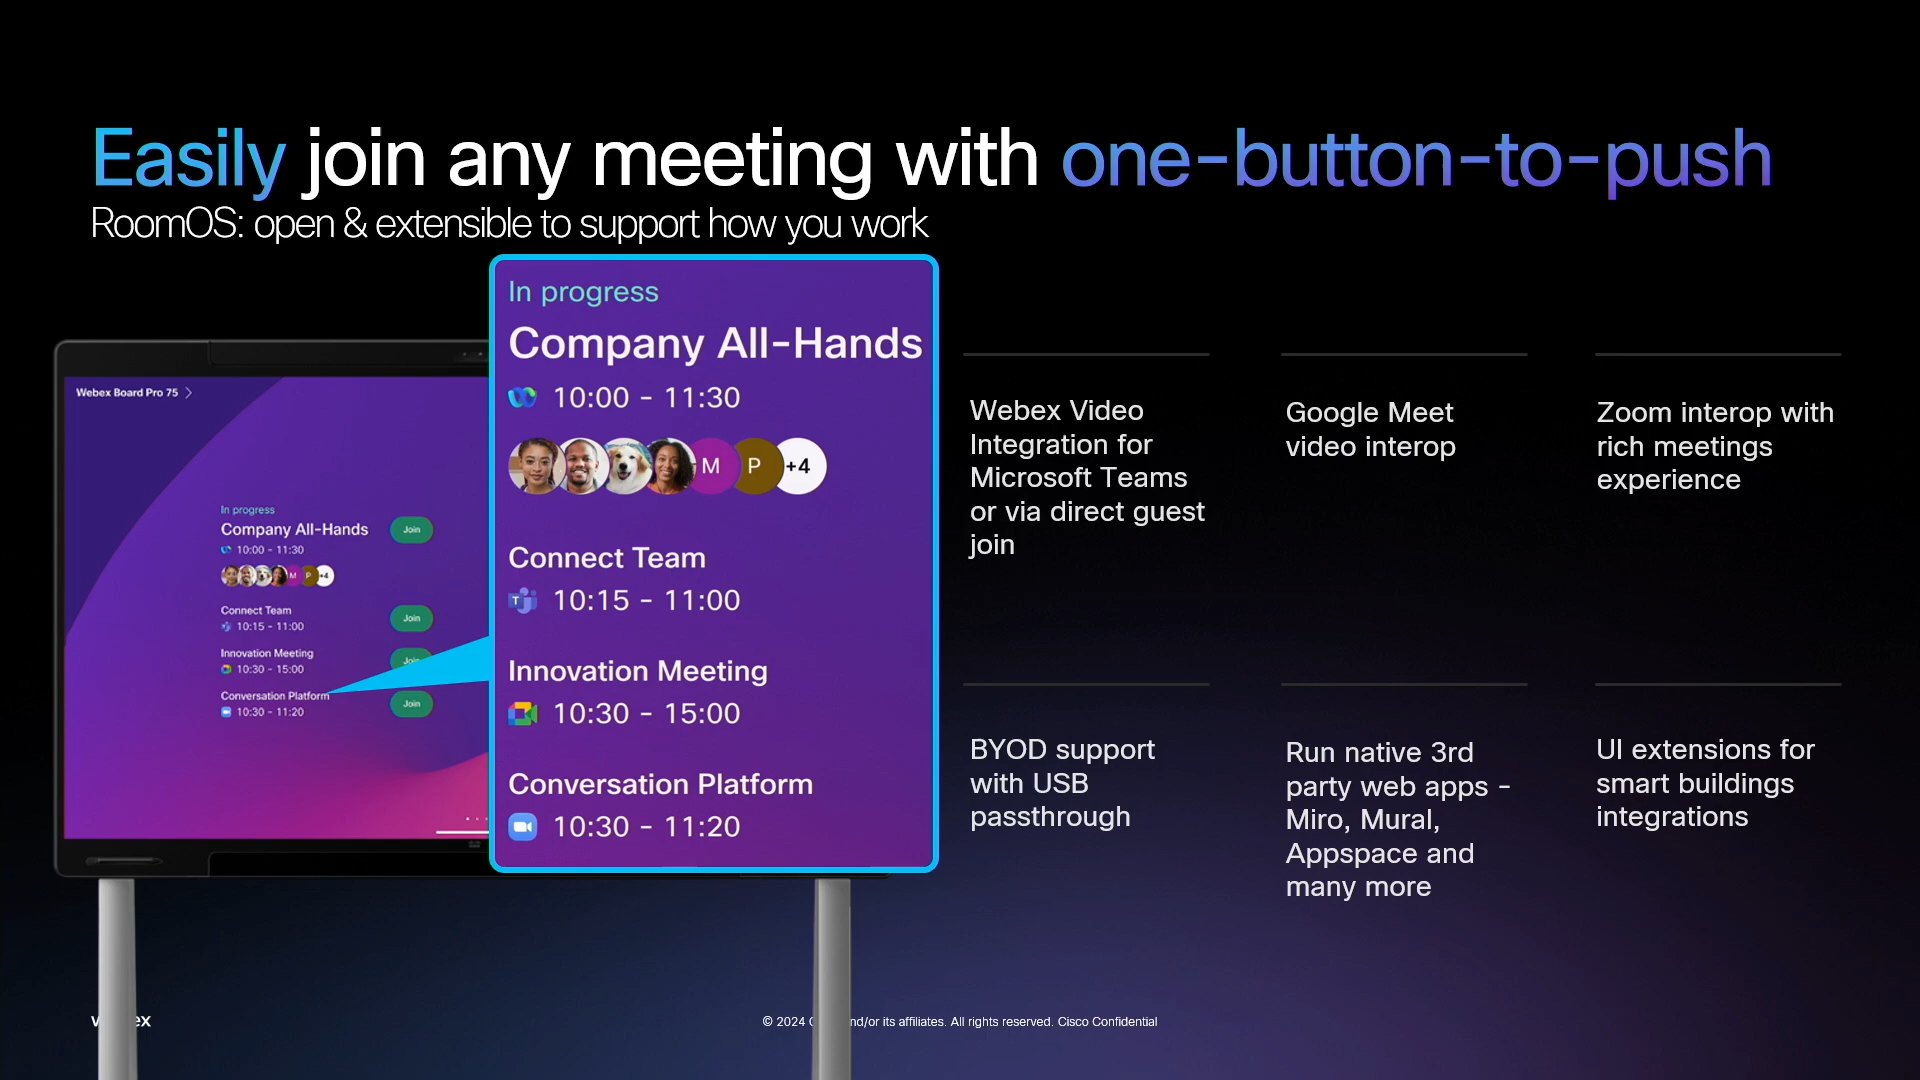 Easily join any meeting with one-button-to-push
RoomOS: open & extensible to support how you work
Webex Board Pro 75
In progress
Company All-Hands
Join
10:00 - 11:30
M P +4
Connect Team
Join
10:15 - 11:00
Innovation Meeting
10:30 - 15:00
Conversation Platform
Join
10:30 - 11:20
In progress
Company All-Hands
10:00 - 11:30
M P +4
Connect Team
T 10:15 - 11:00
Innovation Meeting
10:30 - 15:00
Conversation Platform
10:30 - 11:20
Webex Video
Integration for
Microsoft Teams
or via direct guest
join
Google Meet
video interop
Zoom interop with
rich meetings
experience
BYOD support
with USB
passthrough
Run native 3rd
party web apps -
Miro, Mural,
Appspace and
many more
UI extensions for
smart buildings
integrations
© 2024 its affiliates. All rights reserved. Cisco Confidential